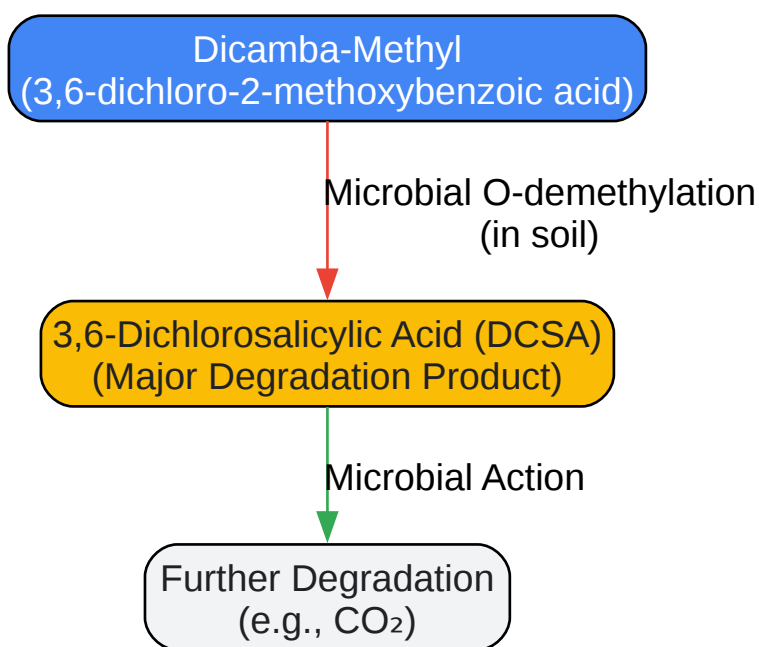 Dicamba-Methyl
(3,6-dichloro-2-methoxybenzoic acid)
Microbial O-demethylation
(in soil)
3,6-Dichlorosalicylic Acid (DCSA)
(Major Degradation Product)
Microbial Action
Further Degradation
(e.g., CO₂)